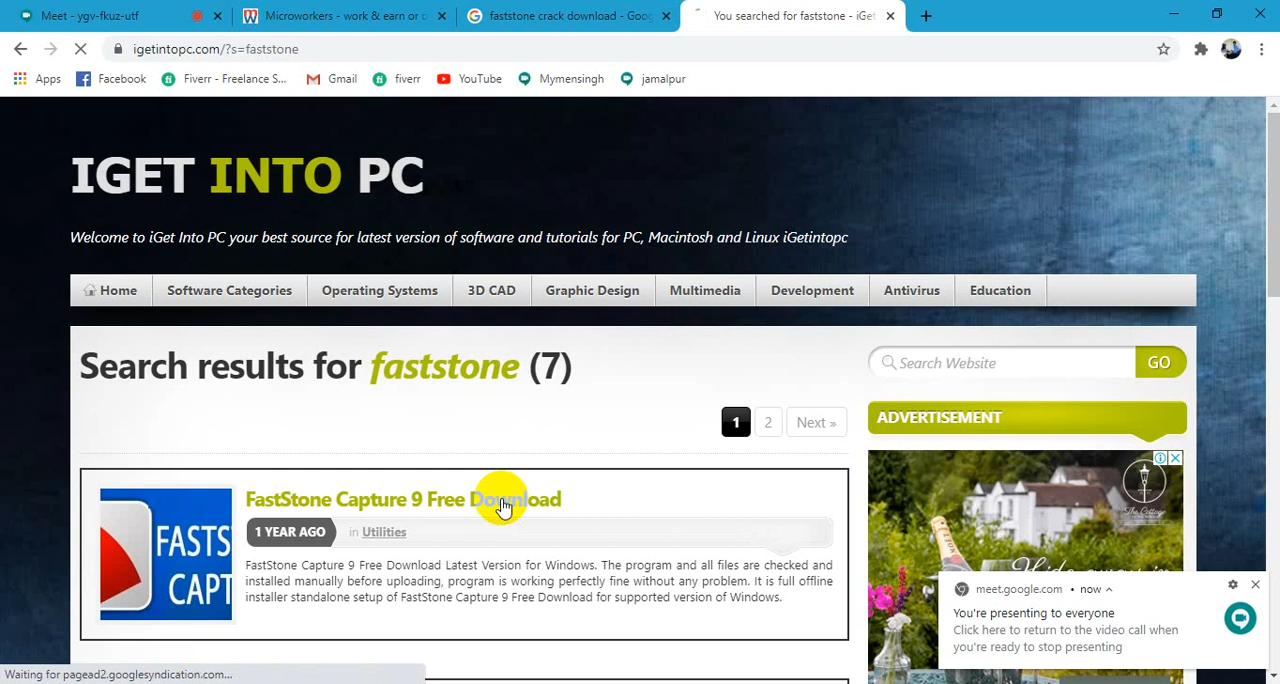 Meet - ygv-fkuz-utf
Microworkers - work & earn or o
faststone crack download - Goog
You searched for faststone - iGet
igetintopc.com/?s=faststone
Apps Facebook Fiverr - Freelance S... Gmail fiverr YouTube Mymensingh jamalpur
IGET INTO PC
Welcome to iGet Into PC your best source for latest version of software and tutorials for PC, Macintosh and Linux iGetintopc
Home Software Categories Operating Systems 3D CAD Graphic Design Multimedia Development Antivirus Education
Search results for faststone (7)
Search Website GO
1 2 Next »
ADVERTISEMENT
FASTS
CAPT
FastStone Capture 9 Free Download
1 YEAR AGO in Utilities
FastStone Capture 9 Free Download Latest Version for Windows. The program and all files are checked and
installed manually before uploading, program is working perfectly fine without any problem. It is full offline
installer standalone setup of FastStone Capture 9 Free Download for supported version of Windows.
meet.google.com • now
You're presenting to everyone
Click here to return to the video call when
you're ready to stop presenting
Waiting for pagead2.googlesyndication.com...